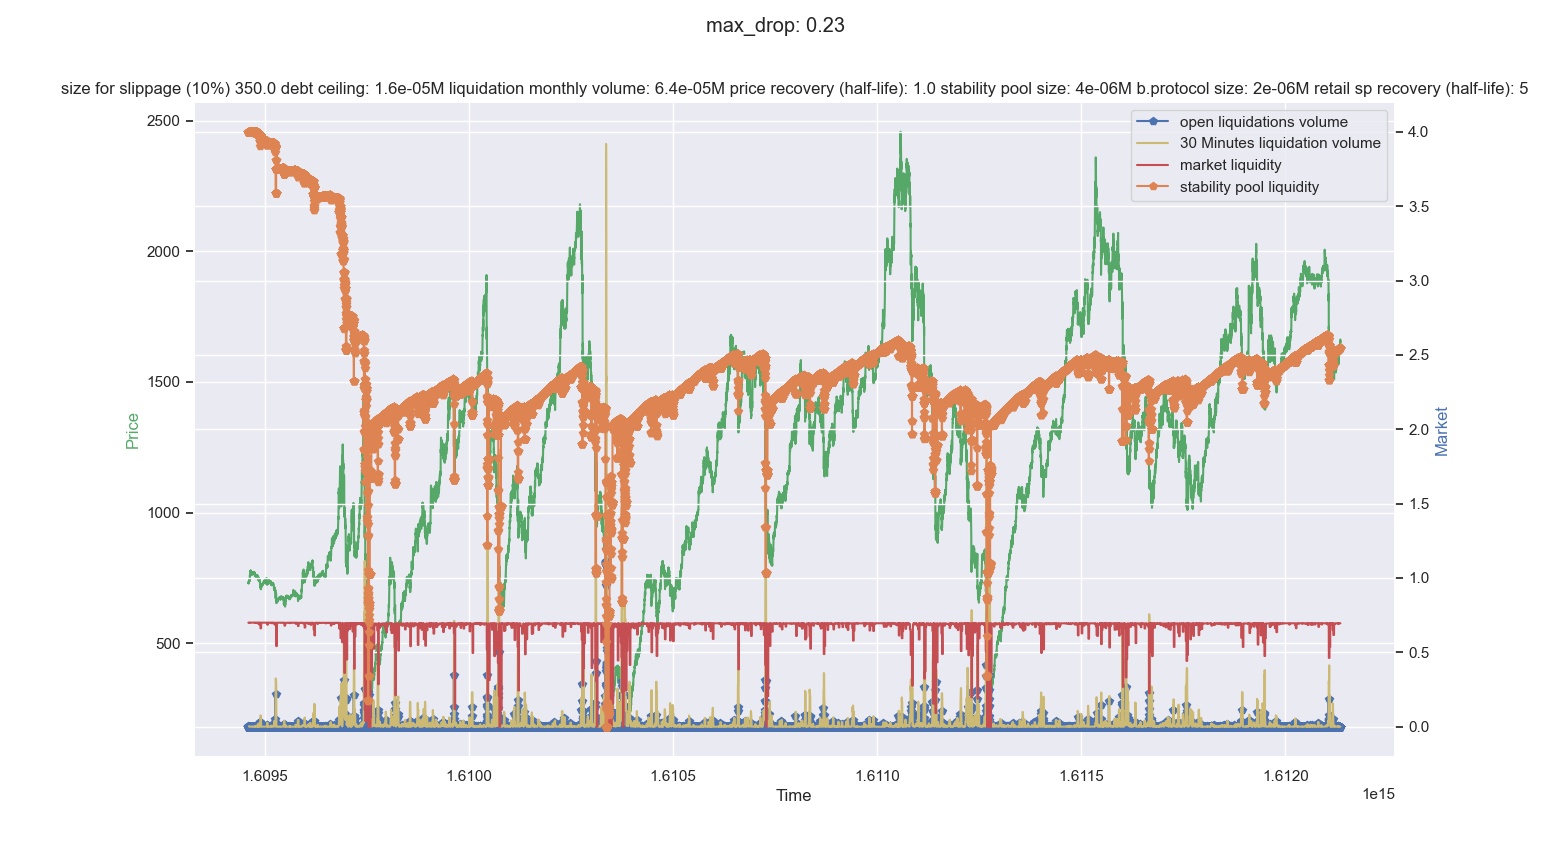 max_drop: 0.23
size for slippage (10%) 350.0 debt ceiling: 1.6e-05M liquidation monthly volume: 6.4e-05M price recovery (half-life): 1.0 stability pool size: 4e-06M b.protocol size: 2e-06M retail sp recovery (half-life): 5
open liquidations volume
30 Minutes liquidation volume
market liquidity
stability pool liquidity
2500
2000
1500
1000
500
Price
4.0
3.5
3.0
2.5
2.0
1.5
1.0
0.5
0.0
Market
1.6095
1.6100
1.6105
1.6110
1.6115
1.6120
1e15
Time